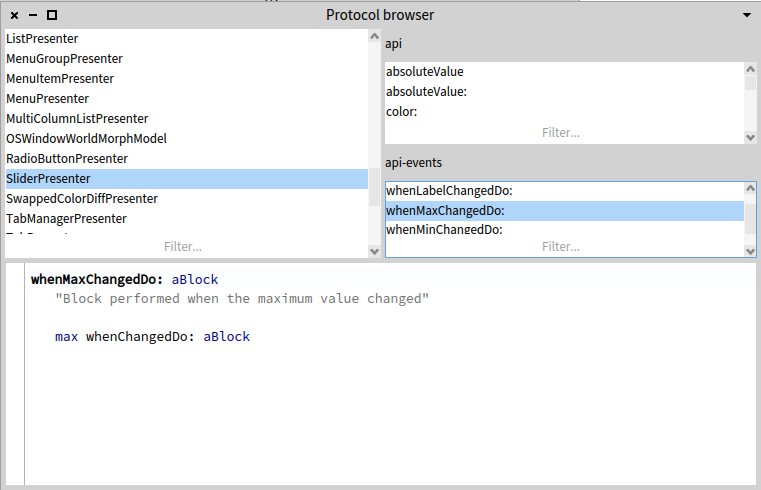 Protocol browser
ListPresenter
MenuGroupPresenter
MenuItemPresenter
MenuPresenter
MultiColumnListPresenter
OSWindowWorldMorphModel
RadioButtonPresenter
SliderPresenter
SwappedColorDiffPresenter
TabManagerPresenter
Filter...
api
absoluteValue
absoluteValue:
color:
Filter...
api-events
whenLabelChangedDo:
whenMaxChangedDo:
whenMinChangedDo:
Filter...
whenMaxChangedDo: aBlock
"Block performed when the maximum value changed"
max whenChangedDo: aBlock